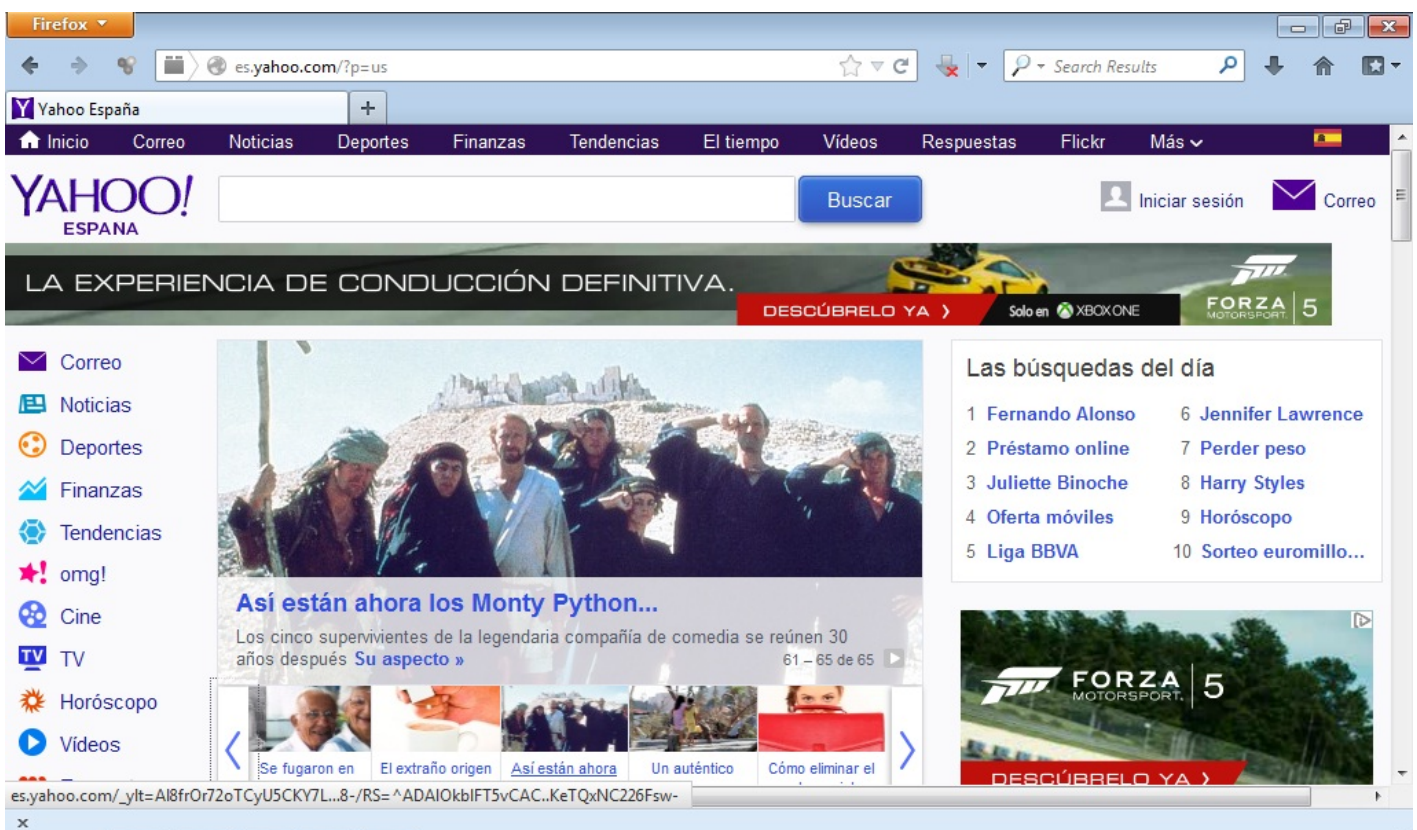 Firefox
es.yahoo.com/?p=us
Search Results
Yahoo España
Inicio Correo Noticias Deportes Finanzas Tendencias El tiempo Vídeos Respuestas Flickr Más
YAHOO!
ESPAÑA
Buscar
Iniciar sesión
Correo
LA EXPERIENCIA DE CONDUCCIÓN DEFINITIVA.
DESCÚBRELO YA >
Solo en XBOX ONE
FORZA MOTORSPORT. 5
Correo
Noticias
Deportes
Finanzas
Tendencias
omg!
Cine
TV
Horóscopo
Vídeos
Así están ahora los Monty Python...
Los cinco supervivientes de la legendaria compañía de comedia se reúnen 30
años después Su aspecto »
61 – 65 de 65
Se fugaron en
El extraño origen
Así están ahora
Un auténtico
Cómo eliminar el
Las búsquedas del día
1 Fernando Alonso
2 Préstamo online
3 Juliette Binoche
4 Oferta móviles
5 Liga BBVA
6 Jennifer Lawrence
7 Perder peso
8 Harry Styles
9 Horóscopo
10 Sorteo euromillo...
FORZA MOTORSPORT. 5
DESCÚBRELO YA >
es.yahoo.com/_ylt=Al8frOr72oTCyU5CKY7L...8-/RS=^ADAIOkbIFT5vCAC..KeTQxNC226Fsw-
x